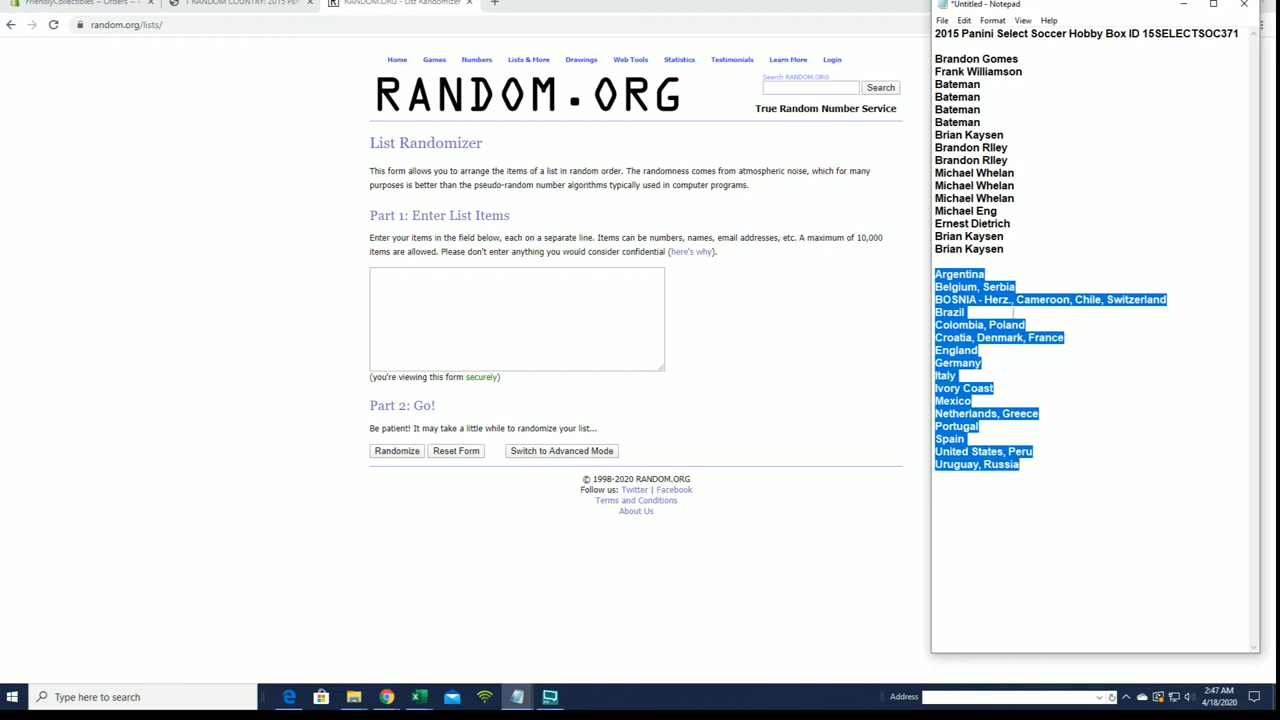 FriendlyCollectibles – Orders –
1 RANDOM COUNTRY: 2015 Pani
RANDOM.ORG - List Randomizer
random.org/lists/
Home Games Numbers Lists & More Drawings Web Tools Statistics Testimonials Learn More Login
RANDOM.ORG
Search RANDOM.ORG
Search
True Random Number Service
List Randomizer
This form allows you to arrange the items of a list in random order. The randomness comes from atmospheric noise, which for many
purposes is better than the pseudo-random number algorithms typically used in computer programs.
Part 1: Enter List Items
Enter your items in the field below, each on a separate line. Items can be numbers, names, email addresses, etc. A maximum of 10,000
items are allowed. Please don't enter anything you would consider confidential (here's why).
(you're viewing this form securely)
Part 2: Go!
Be patient! It may take a little while to randomize your list...
Randomize Reset Form Switch to Advanced Mode
© 1998-2020 RANDOM.ORG
Follow us: Twitter | Facebook
Terms and Conditions
About Us
*Untitled - Notepad
File Edit Format View Help
2015 Panini Select Soccer Hobby Box ID 15SELECTSOC371
Brandon Gomes
Frank Williamson
Bateman
Bateman
Bateman
Bateman
Brian Kaysen
Brandon RIley
Brandon RIley
Michael Whelan
Michael Whelan
Michael Whelan
Michael Eng
Ernest Dietrich
Brian Kaysen
Brian Kaysen
Argentina
Belgium, Serbia
BOSNIA - Herz., Cameroon, Chile, Switzerland
Brazil
Colombia, Poland
Croatia, Denmark, France
England
Germany
Italy
Ivory Coast
Mexico
Netherlands, Greece
Portugal
Spain
United States, Peru
Uruguay, Russia
Type here to search
Address
2:47 AM
4/18/2020